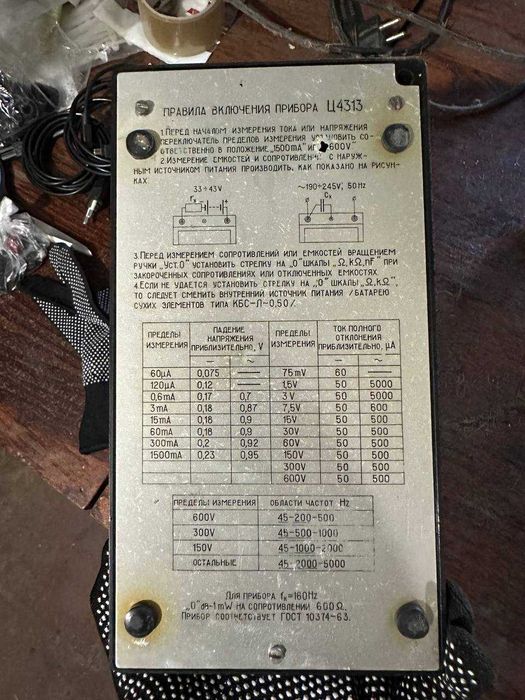 ПРАВИЛА ВКЛЮЧЕНИЯ ПРИБОРА Ц4313
1. ПЕРЕД НАЧАЛОМ ИЗМЕРЕНИЯ ТОКА ИЛИ НАПРЯЖЕНИЯ
ПЕРЕКЛЮЧАТЕЛЬ ПРЕДЕЛОВ ИЗМЕРЕНИЯ УСТАНОВИТЬ СО-
ОТВЕТСТВЕННО В ПОЛОЖЕНИЕ „1500mA" ИЛИ „600V"
2. ИЗМЕРЕНИЕ ЕМКОСТЕЙ И СОПРОТИВЛЕНИЙ С НАРУЖ-
НЫМ ИСТОЧНИКОМ ПИТАНИЯ ПРОИЗВОДИТЬ, КАК ПОКАЗАНО НА РИСУН-
КАХ:
33÷43V ~190÷245V, 50Hz
rx Cx
3. ПЕРЕД ИЗМЕРЕНИЕМ СОПРОТИВЛЕНИЙ ИЛИ ЕМКОСТЕЙ ВРАЩЕНИЕМ
РУЧКИ „УСТ.0" УСТАНОВИТЬ СТРЕЛКУ НА „0" ШКАЛЫ „Ω, kΩ, nF" ПРИ
ЗАКОРОЧЕННЫХ СОПРОТИВЛЕНИЯХ ИЛИ ОТКЛЮЧЕННЫХ ЕМКОСТЯХ
4. ЕСЛИ НЕ УДАЕТСЯ УСТАНОВИТЬ СТРЕЛКУ НА „0" ШКАЛЫ „Ω, kΩ",
ТО СЛЕДУЕТ СМЕНИТЬ ВНУТРЕННИЙ ИСТОЧНИК ПИТАНИЯ /БАТАРЕЮ
СУХИХ ЭЛЕМЕНТОВ ТИПА КБС-Л-0,50/.
ПРЕДЕЛЫ ИЗМЕРЕНИЯ ПАДЕНИЕ НАПРЯЖЕНИЯ ПРИБЛИЗИТЕЛЬНО, V ПРЕДЕЛЫ ИЗМЕРЕНИЯ ТОК ПОЛНОГО ОТКЛОНЕНИЯ ПРИБЛИЗИТЕЛЬНО, μA
— ~ — ~
60μA 0,075 — 75mV 60 —
120μA 0,12 — 1,5V 50 5000
0,6mA 0,17 0,7 3V 50 5000
3mA 0,18 0,87 7,5V 50 600
15mA 0,18 0,9 15V 50 500
60mA 0,18 0,9 30V 50 500
300mA 0,2 0,92 60V 50 500
1500mA 0,23 0,95 150V 50 500
— — — 300V 50 500
— — — 600V 50 500
ПРЕДЕЛЫ ИЗМЕРЕНИЯ ОБЛАСТИ ЧАСТОТ Hz
600V 45-200-500
300V 45-500-1000
150V 45-1000-2000
ОСТАЛЬНЫЕ 45-2000-5000
ДЛЯ ПРИБОРА fк=160Hz
„0" dB-1mW НА СОПРОТИВЛЕНИИ 600Ω.
ПРИБОР СООТВЕТСТВУЕТ ГОСТ 10374-63.